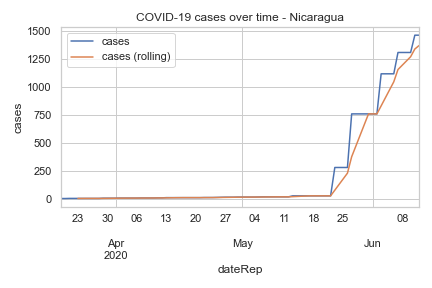 COVID-19 cases over time - Nicaragua
cases
cases (rolling)
1500
1250
1000
750
500
250
0
cases
23 30 06 13 20 27 04 11 18 25 08
Apr May Jun
2020
dateRep